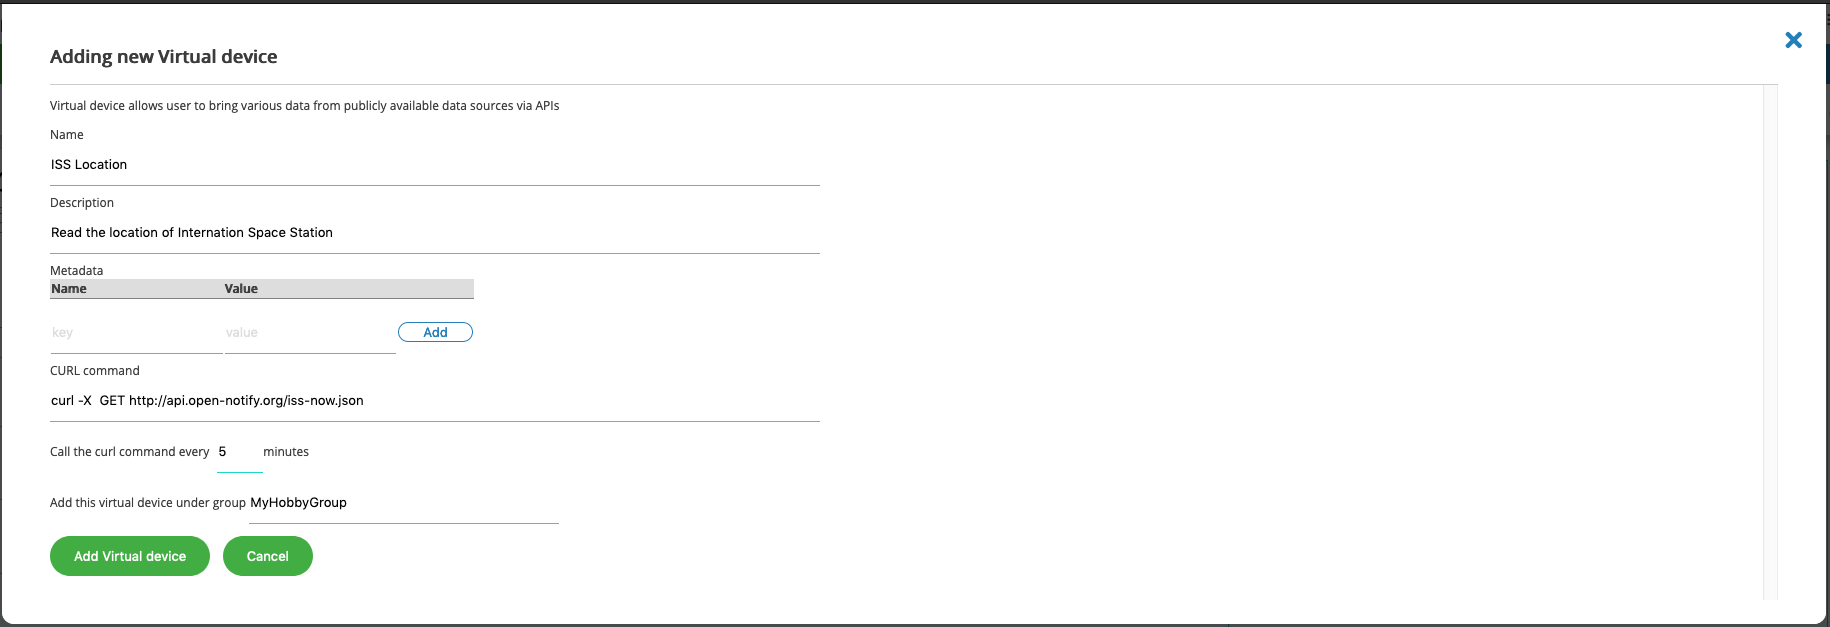 Adding new Virtual device
Virtual device allows user to bring various data from publicly available data sources via APIs
Name
ISS Location
Description
Read the location of Internation Space Station
Metadata
Name Value
key value Add
CURL command
curl -X  GET http://api.open-notify.org/iss-now.json
Call the curl command every 5 minutes
Add this virtual device under group MyHobbyGroup
Add Virtual device Cancel